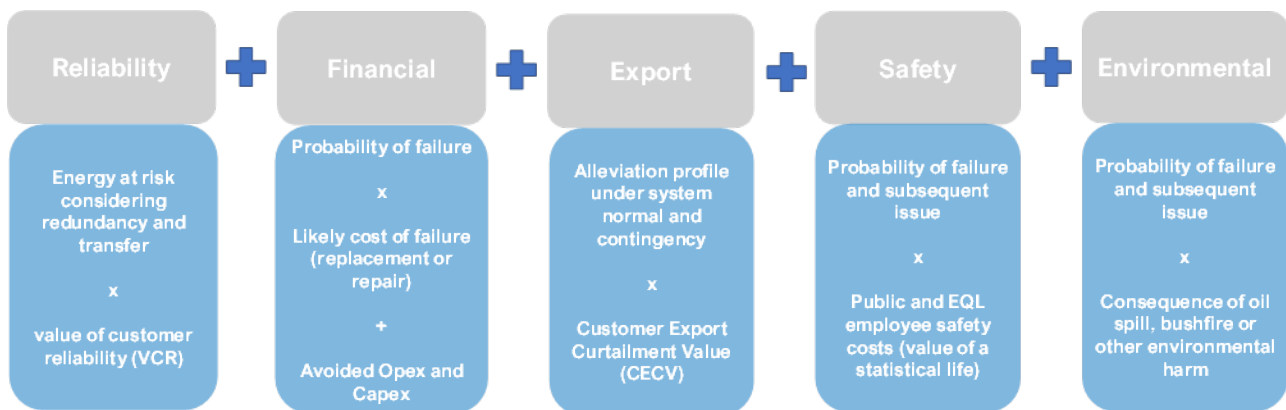 Reliability
Financial
Export
Safety
Environmental
Energy at risk
considering
redundancy and
transfer
x
value of customer
reliability (VCR)
Probability of failure
x
Likely cost of failure
(replacement or
repair)
+
Avoided Opex and
Capex
Alleviation profile
under system
normal and
contingency
x
Customer Export
Curtailment Value
(CECV)
Probability of failure
and subsequent
issue
x
Public and EQL
employee safety
costs (value of a
statistical life)
Probability of failure
and subsequent
issue
x
Consequence of oil
spill, bushfire or
other environmental
harm